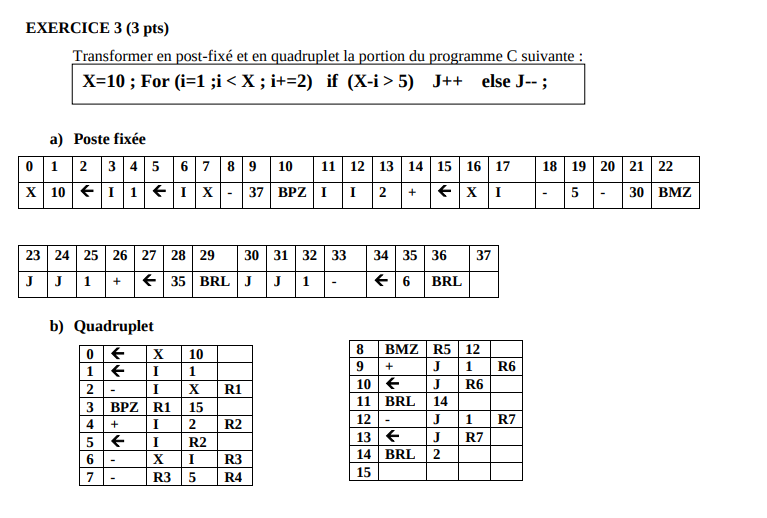 EXERCICE 3 (3 pts)
Transformer en post-fixé et en quadruplet la portion du programme C suivante :
X=10 ; For (i=1 ;i < X ; i+=2) if (X-i > 5) J++ else J-- ;
a) Poste fixée
0 1 2 3 4 5 6 7 8 9 10 11 12 13 14 15 16 17 18 19 20 21 22
X 10 ← I 1 ← I X - 37 BPZ I I 2 + ← X I - 5 - 30 BMZ
23 24 25 26 27 28 29 30 31 32 33 34 35 36 37
J J 1 + ← 35 BRL J J 1 - ← 6 BRL
b) Quadruplet
0 ← X 10
1 ← I 1
2 - I X R1
3 BPZ R1 15
4 + I 2 R2
5 ← I R2
6 - X I R3
7 - R3 5 R4
8 BMZ R5 12
9 + J 1 R6
10 ← J R6
11 BRL 14
12 - J 1 R7
13 ← J R7
14 BRL 2
15